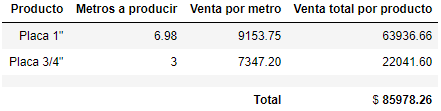 Producto Metros a producir Venta por metro Venta total por producto
Placa 1" 6.98 9153.75 63936.66
Placa 3/4" 3 7347.20 22041.60
Total $ 85978.26